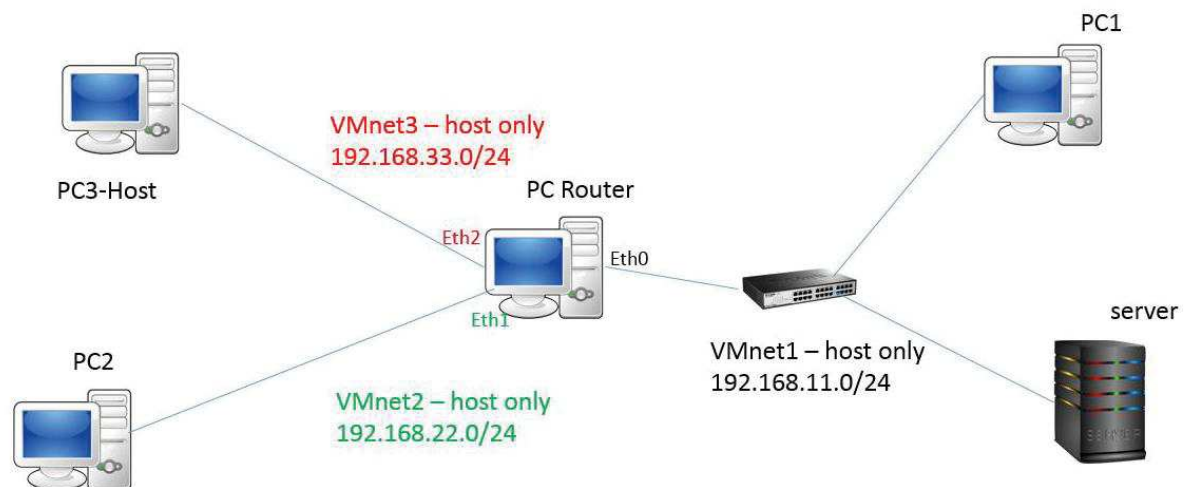 PC1
VMnet3 – host only
192.168.33.0/24
PC3-Host
PC Router
Eth2
Eth0
Eth1
server
PC2
VMnet1 – host only
192.168.11.0/24
VMnet2 – host only
192.168.22.0/24
SERVER